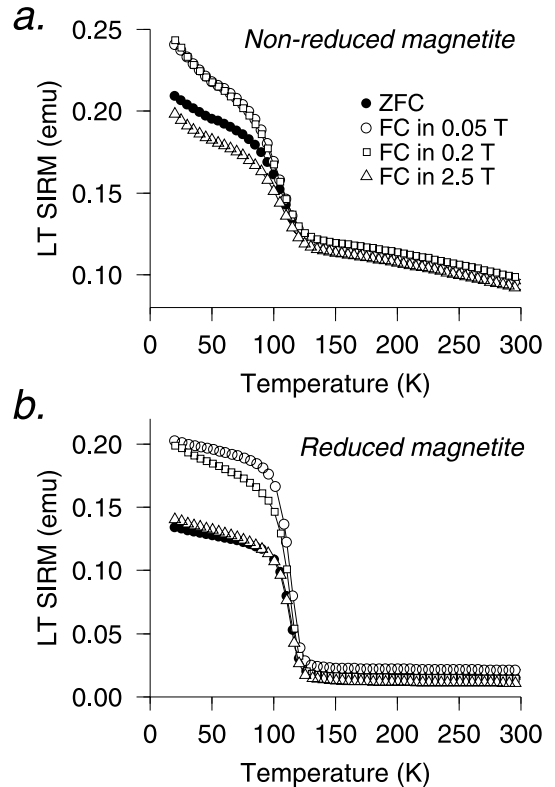 a.
Non-reduced magnetite
ZFC
FC in 0.05 T
FC in 0.2 T
FC in 2.5 T
LT SIRM (emu)
0.25
0.20
0.15
0.10
0 50 100 150 200 250 300
Temperature (K)
b.
Reduced magnetite
LT SIRM (emu)
0.20
0.15
0.10
0.05
0.00
0 50 100 150 200 250 300
Temperature (K)